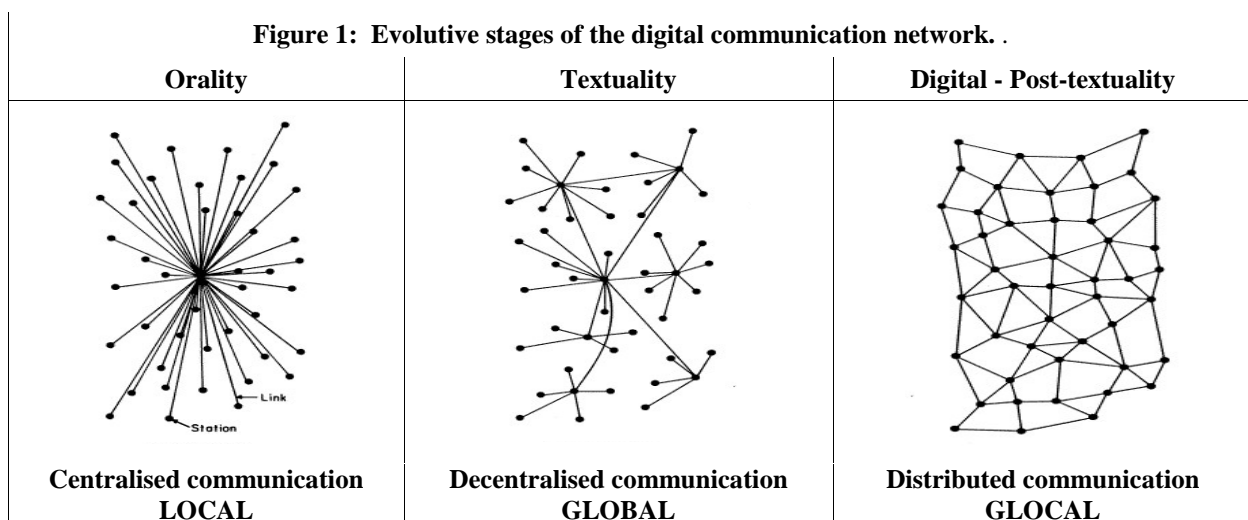 Figure 1: Evolutive stages of the digital communication network. .
Orality
Textuality
Digital - Post-textuality
Link
Station
Centralised communication
LOCAL
Decentralised communication
GLOBAL
Distributed communication
GLOCAL